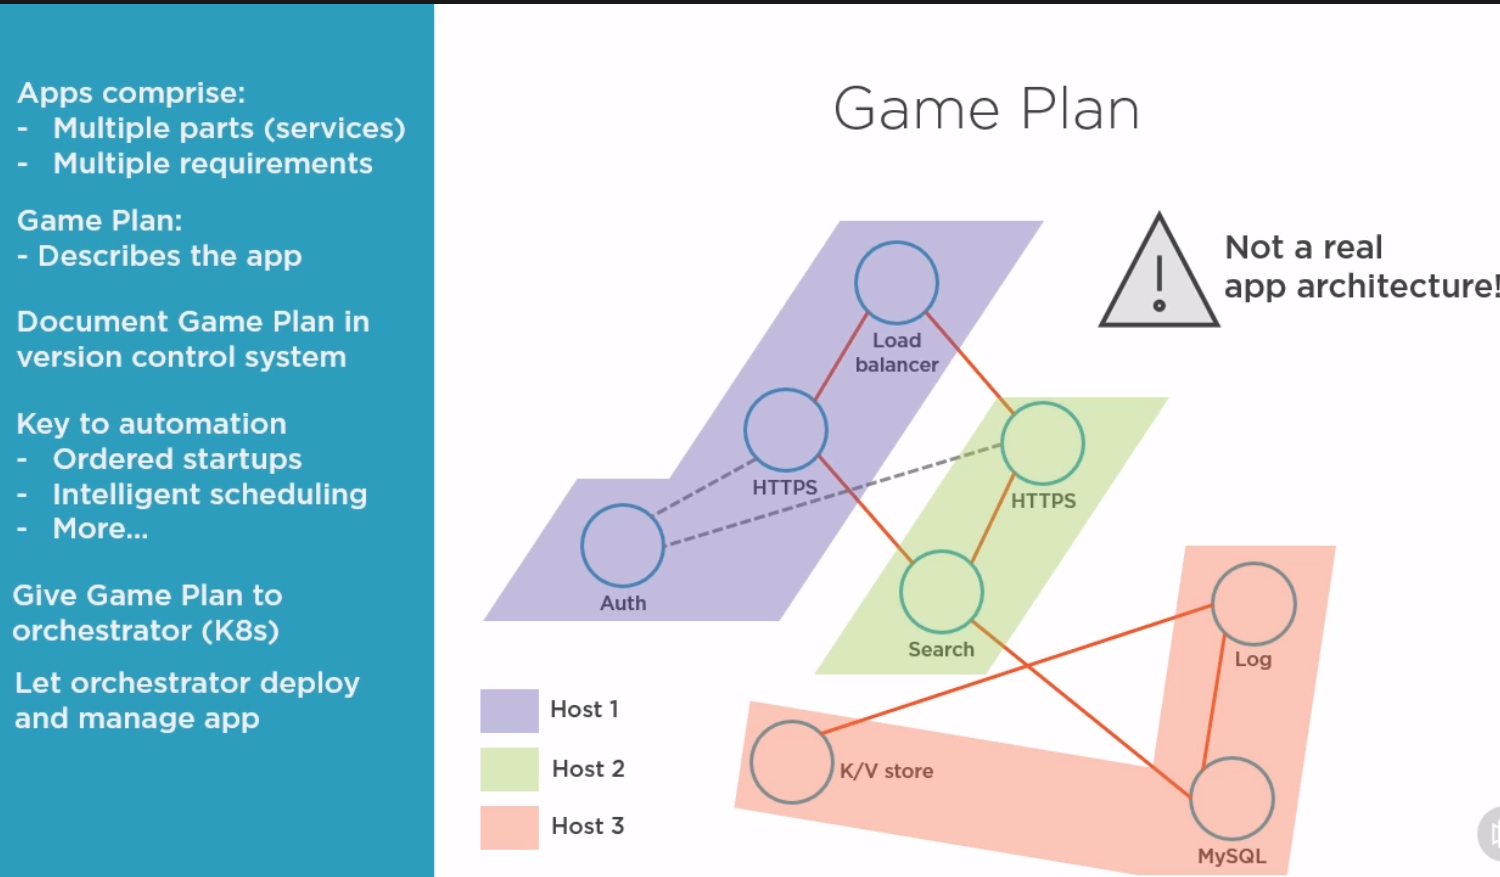 Apps comprise:
- Multiple parts (services)
- Multiple requirements
Game Plan:
- Describes the app
Document Game Plan in
version control system
Key to automation
- Ordered startups
- Intelligent scheduling
- More...
Give Game Plan to
orchestrator (K8s)
Let orchestrator deploy
and manage app
Game Plan
!
Not a real
app architecture!
Load
balancer
HTTPS
HTTPS
Auth
Search
Log
K/V store
MySQL
Host 1
Host 2
Host 3